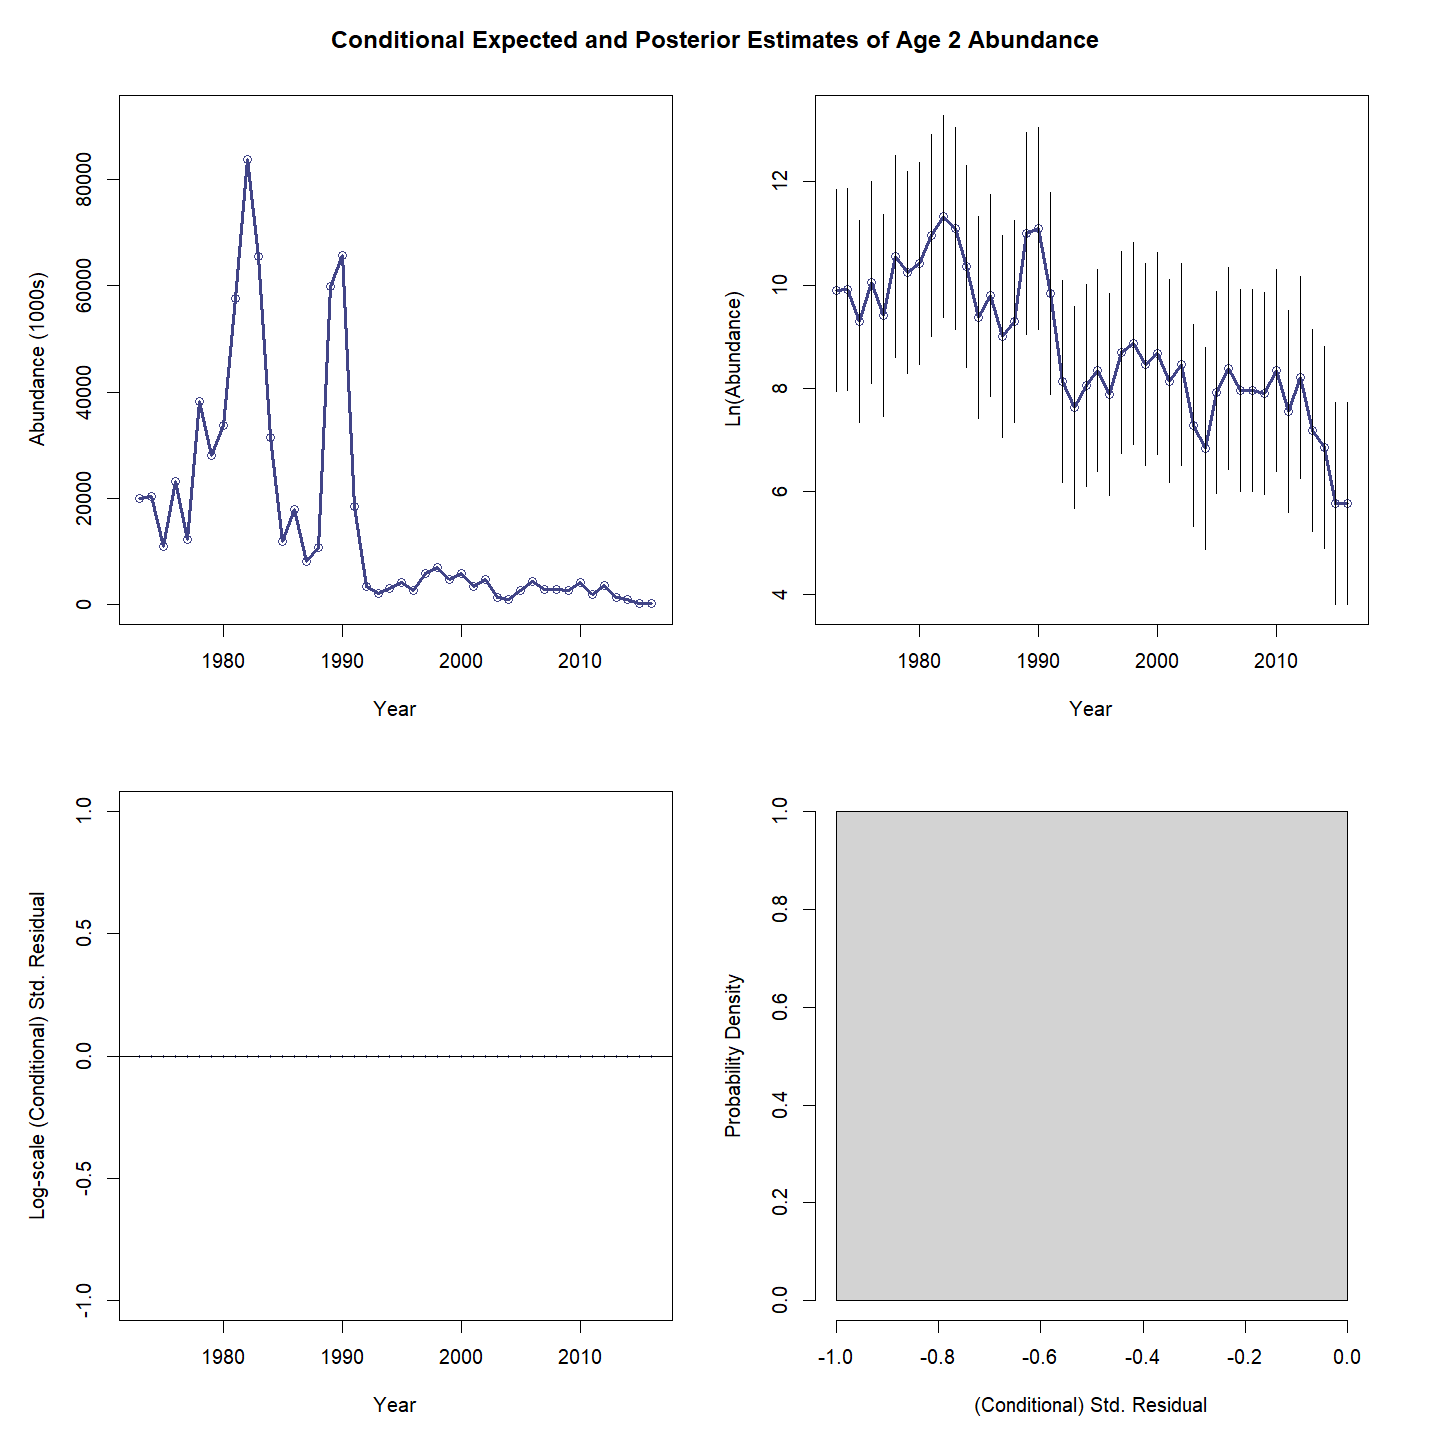 Conditional Expected and Posterior Estimates of Age 2 Abundance
Abundance (1000s)
80000
60000
40000
20000
0
1980 1990 2000 2010
Year
Ln(Abundance)
12
10
8
6
4
1980 1990 2000 2010
Year
Log-scale (Conditional) Std. Residual
1.0
0.5
0.0
-0.5
-1.0
1980 1990 2000 2010
Year
Probability Density
1.0
0.8
0.6
0.4
0.2
0.0
-1.0 -0.8 -0.6 -0.4 -0.2 0.0
(Conditional) Std. Residual